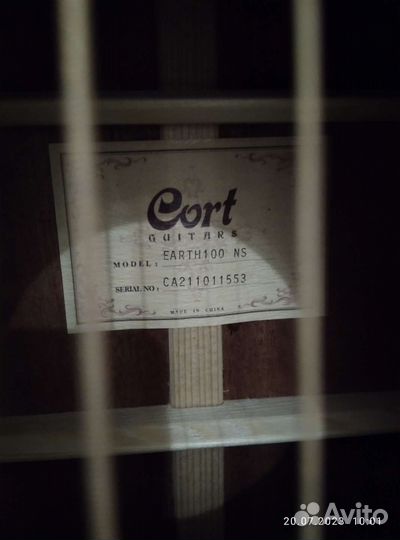 Cort
GUITARS
MODEL: EARTH100 NS
SERIAL NO: CA211011553
MADE IN CHINA
Avito
20.07.2023 10:01